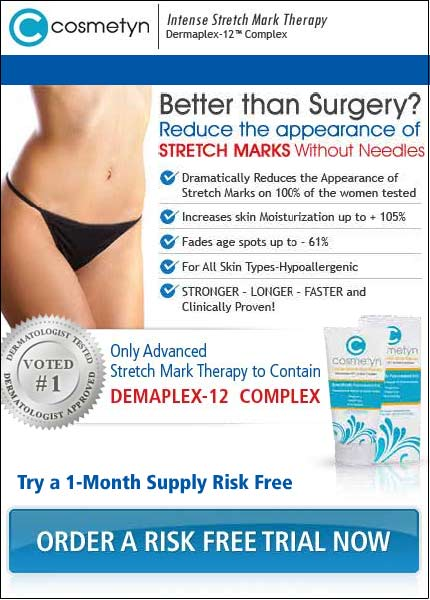 cosmetyn
Intense Stretch Mark Therapy
Dermaplex-12™ Complex
Better than Surgery?
Reduce the appearance of
STRETCH MARKS Without Needles
Dramatically Reduces the Appearance of
Stretch Marks on 100% of the women tested
Increases skin Moisturization up to + 105%
Fades age spots up to - 61%
For All Skin Types-Hypoallergenic
STRONGER - LONGER - FASTER and
Clinically Proven!
DERMATOLOGIST TESTED
VOTED
#1
DERMATOLOGIST APPROVED
Only Advanced
Stretch Mark Therapy to Contain
DEMAPLEX-12 COMPLEX
cosmetyn
cosmetyn
Try a 1-Month Supply Risk Free
ORDER A RISK FREE TRIAL NOW